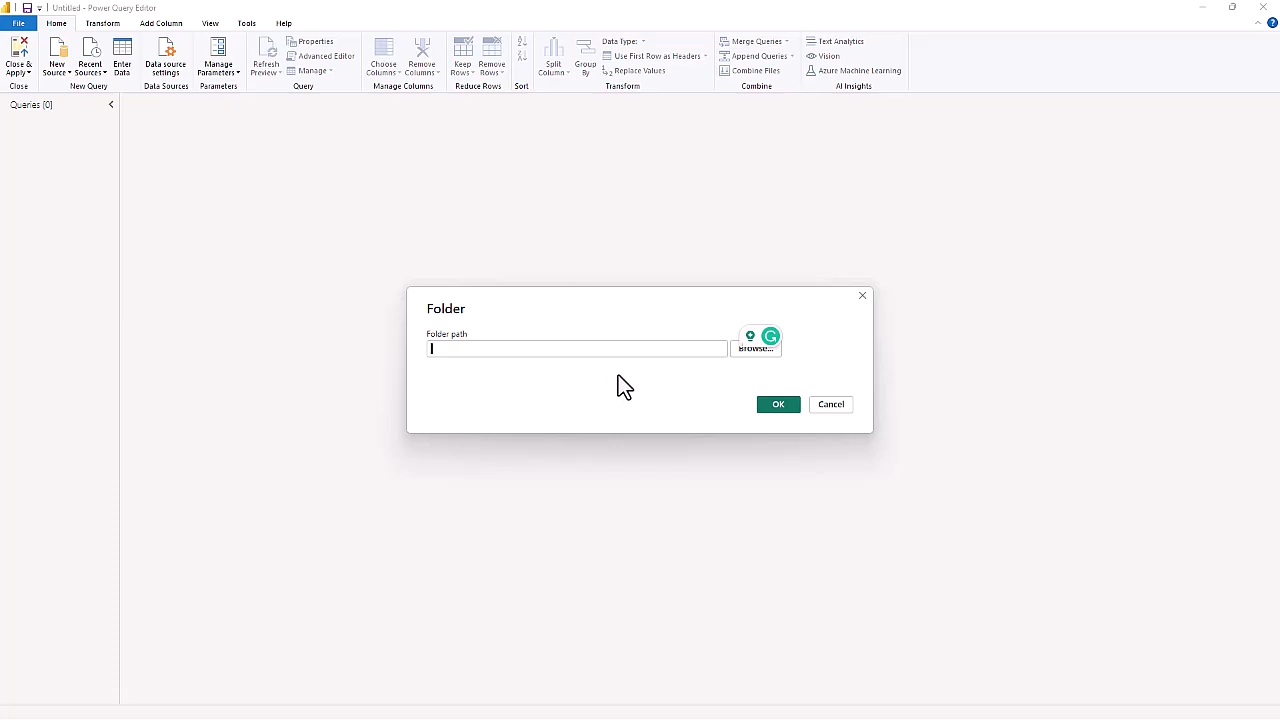 Untitled - Power Query Editor
File Home Transform Add Column View Tools Help
Close & Apply
New Source
Recent Sources
Enter Data
Data source settings
Manage Parameters
Refresh Preview
Properties
Advanced Editor
Manage
Choose Columns
Remove Columns
Keep Rows
Remove Rows
Split Column
Group By
Data Type:
Use First Row as Headers
Replace Values
Merge Queries
Append Queries
Combine Files
Text Analytics
Vision
Azure Machine Learning
Close New Query Data Sources Parameters Query Manage Columns Reduce Rows Sort Transform Combine AI Insights
Queries [0]
Folder
Folder path
Browse...
OK Cancel